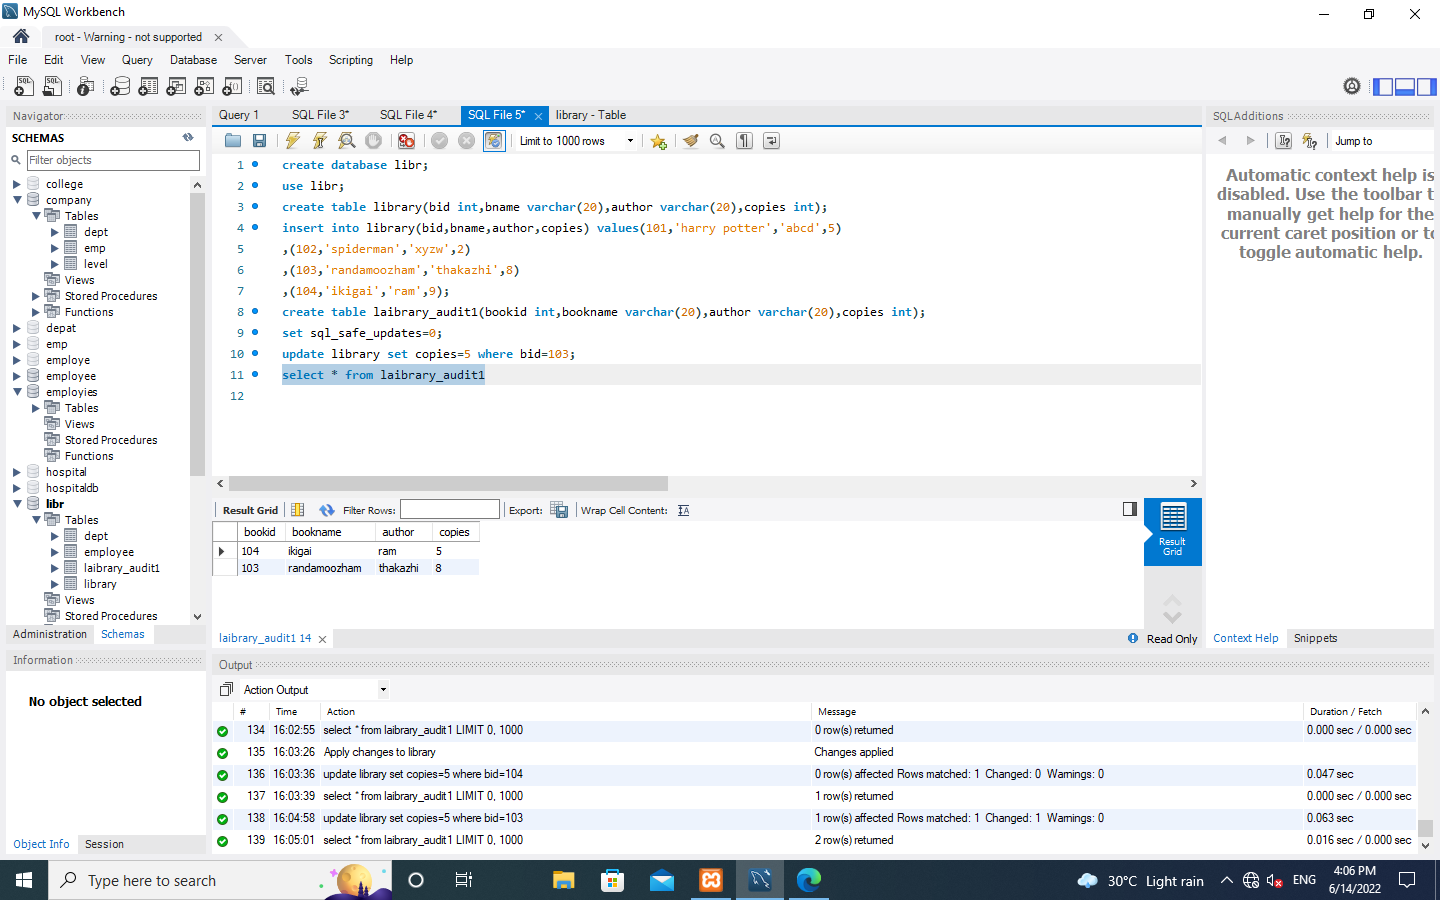 MySQL Workbench
root - Warning - not supported
File Edit View Query Database Server Tools Scripting Help
Navigator
SCHEMAS
Filter objects
college
company
Tables
dept
emp
level
Views
Stored Procedures
Functions
depat
emp
employe
employee
employies
Tables
Views
Stored Procedures
Functions
hospital
hospitaldb
libr
Tables
dept
employee
laibrary_audit1
library
Views
Stored Procedures
Administration Schemas
Information
No object selected
Object Info Session
Query 1 SQL File 3* SQL File 4* SQL File 5* library - Table
Limit to 1000 rows
1 create database libr;
2 use libr;
3 create table library(bid int,bname varchar(20),author varchar(20),copies int);
4 insert into library(bid,bname,author,copies) values(101,'harry potter','abcd',5)
5 ,(102,'spiderman','xyzw',2)
6 ,(103,'randamoozham','thakazhi',8)
7 ,(104,'ikigai','ram',9);
8 create table laibrary_audit1(bookid int,bookname varchar(20),author varchar(20),copies int);
9 set sql_safe_updates=0;
10 update library set copies=5 where bid=103;
11 select * from laibrary_audit1
12
Result Grid Filter Rows: Export: Wrap Cell Content:
bookid bookname author copies
104 ikigai ram 5
103 randamoozham thakazhi 8
Result
Grid
laibrary_audit1 14
Read Only
SQLAdditions
Jump to
Automatic context help is
disabled. Use the toolbar t
manually get help for the
current caret position or to
toggle automatic help.
Context Help Snippets
Output
Action Output
# Time Action Message Duration / Fetch
134 16:02:55 select * from laibrary_audit1 LIMIT 0, 1000 0 row(s) returned 0.000 sec / 0.000 sec
135 16:03:26 Apply changes to library Changes applied
136 16:03:36 update library set copies=5 where bid=104 0 row(s) affected Rows matched: 1 Changed: 0 Warnings: 0 0.047 sec
137 16:03:39 select * from laibrary_audit1 LIMIT 0, 1000 1 row(s) returned 0.000 sec / 0.000 sec
138 16:04:58 update library set copies=5 where bid=103 1 row(s) affected Rows matched: 1 Changed: 1 Warnings: 0 0.063 sec
139 16:05:01 select * from laibrary_audit1 LIMIT 0, 1000 2 row(s) returned 0.016 sec / 0.000 sec
Type here to search
30°C Light rain
ENG
4:06 PM
6/14/2022